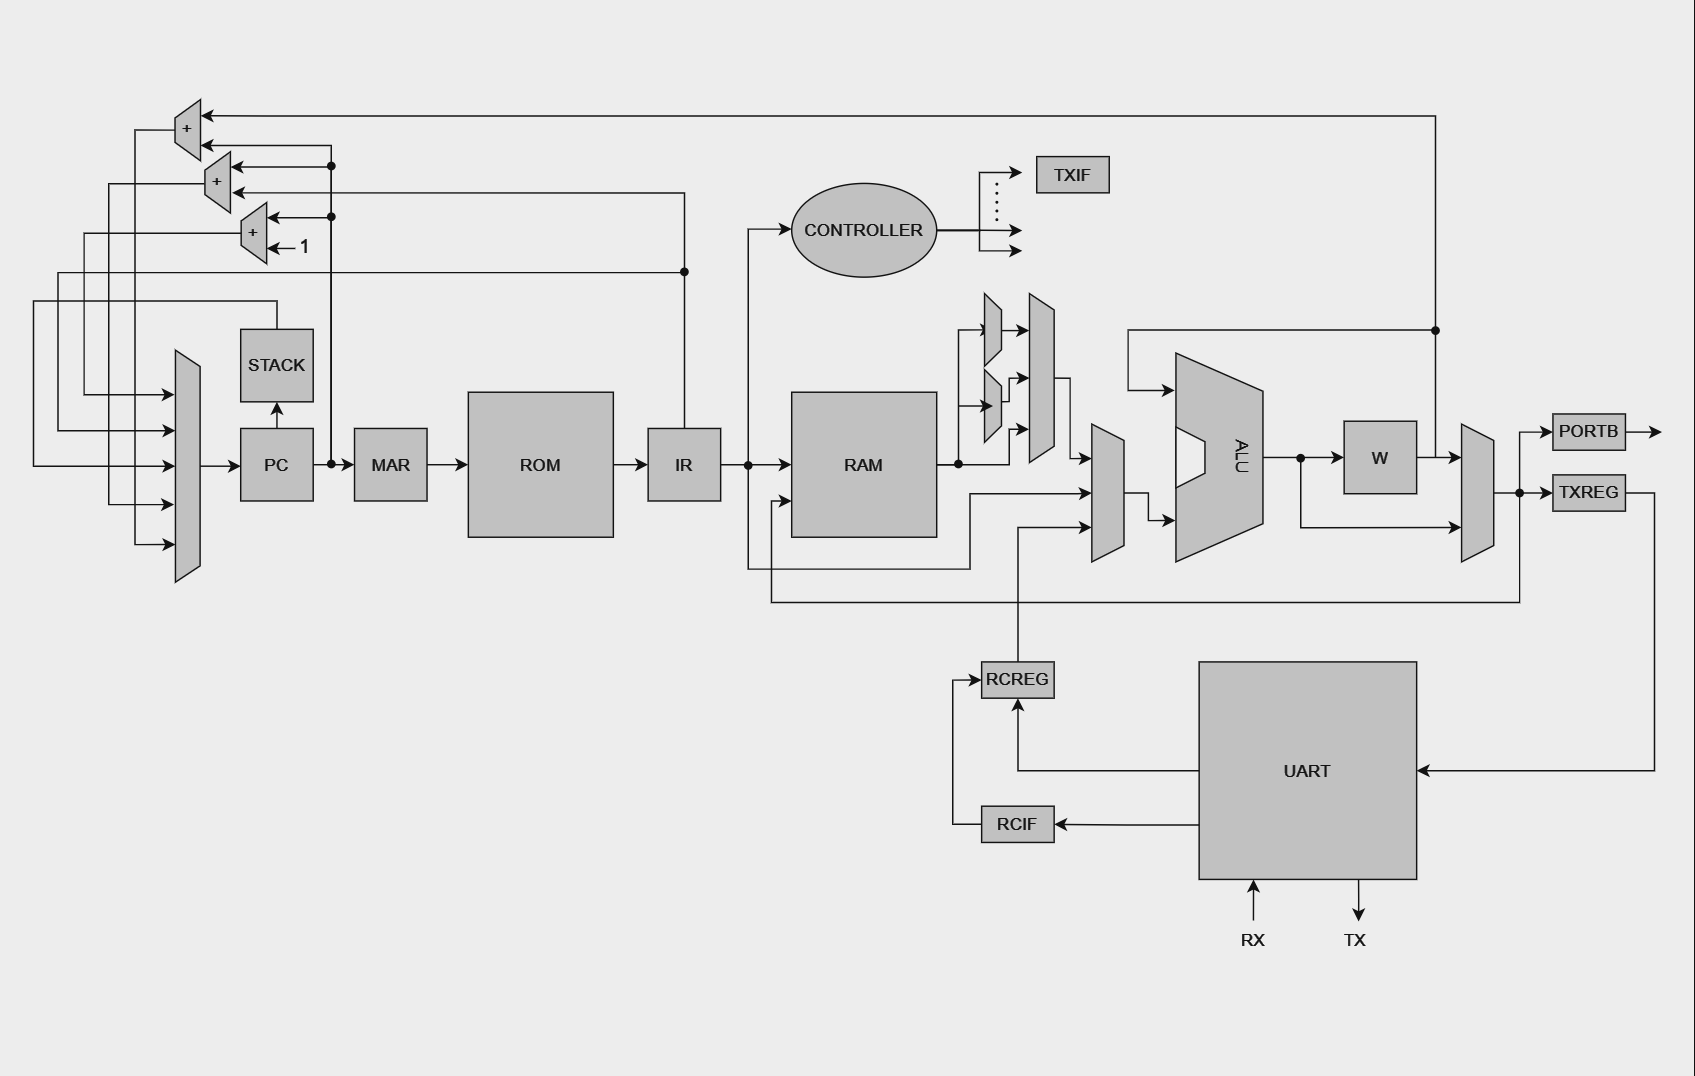 +
+
TXIF
+
CONTROLLER
1
STACK
PORTB
ALU
W
PC
MAR
ROM
IR
RAM
TXREG
RCREG
UART
RCIF
RX
TX